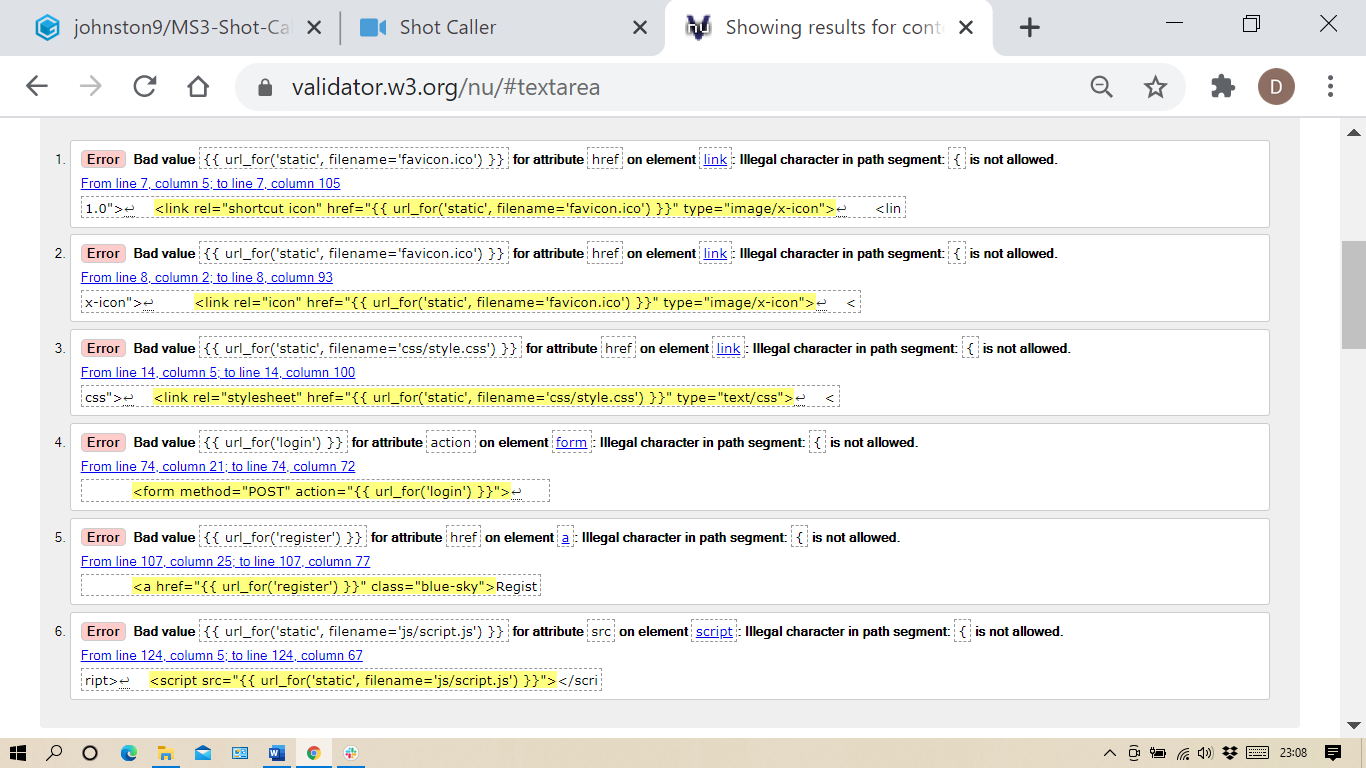 johnston9/MS3-Shot-Cal
Shot Caller
Showing results for conte
validator.w3.org/nu/#textarea
D
1. Error Bad value {{ url_for('static', filename='favicon.ico') }} for attribute href on element link: Illegal character in path segment: { is not allowed.
From line 7, column 5; to line 7, column 105
1.0">↩ <link rel="shortcut icon" href="{{ url_for('static', filename='favicon.ico') }}" type="image/x-icon">↩ <lin
2. Error Bad value {{ url_for('static', filename='favicon.ico') }} for attribute href on element link: Illegal character in path segment: { is not allowed.
From line 8, column 2; to line 8, column 93
x-icon">↩ <link rel="icon" href="{{ url_for('static', filename='favicon.ico') }}" type="image/x-icon">↩ <
3. Error Bad value {{ url_for('static', filename='css/style.css') }} for attribute href on element link: Illegal character in path segment: { is not allowed.
From line 14, column 5; to line 14, column 100
css">↩ <link rel="stylesheet" href="{{ url_for('static', filename='css/style.css') }}" type="text/css">↩ <
4. Error Bad value {{ url_for('login') }} for attribute action on element form: Illegal character in path segment: { is not allowed.
From line 74, column 21; to line 74, column 72
<form method="POST" action="{{ url_for('login') }}">↩
5. Error Bad value {{ url_for('register') }} for attribute href on element a: Illegal character in path segment: { is not allowed.
From line 107, column 25; to line 107, column 77
<a href="{{ url_for('register') }}" class="blue-sky">Regist
6. Error Bad value {{ url_for('static', filename='js/script.js') }} for attribute src on element script: Illegal character in path segment: { is not allowed.
From line 124, column 5; to line 124, column 67
ript>↩ <script src="{{ url_for('static', filename='js/script.js') }}"></scri
23:08